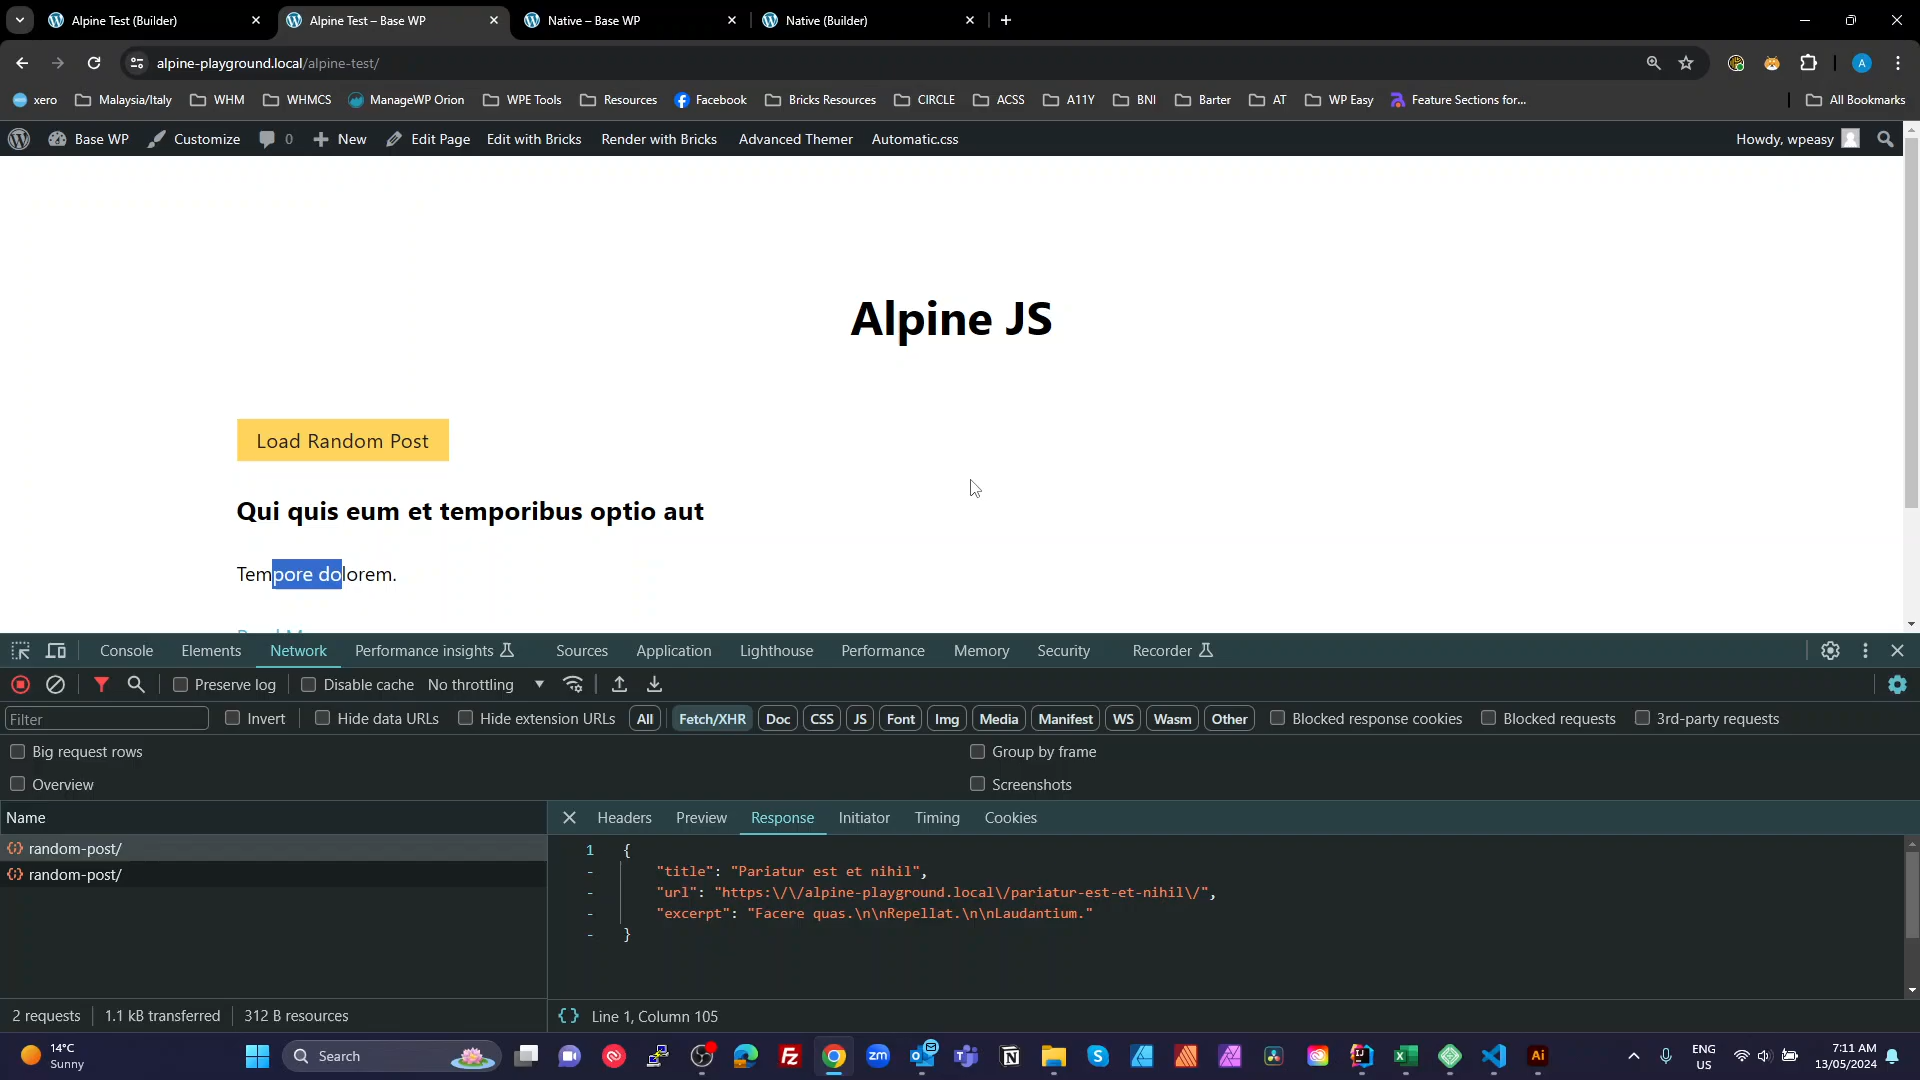 Alpine Test (Builder)
Alpine Test – Base WP
Native – Base WP
Native (Builder)
alpine-playground.local/alpine-test/
A
xero
Malaysia/Italy
WHM
WHMCS
ManageWP Orion
WPE Tools
Resources
Facebook
Bricks Resources
CIRCLE
ACSS
A11Y
BNI
Barter
AT
WP Easy
Feature Sections for...
All Bookmarks
Base WP
Customize
0
New
Edit Page
Edit with Bricks
Render with Bricks
Advanced Themer
Automatic.css
Howdy, wpeasy
Alpine JS
Load Random Post
Qui quis eum et temporibus optio aut
Tempore dolorem.
Console
Elements
Network
Performance insights
Sources
Application
Lighthouse
Performance
Memory
Security
Recorder
Preserve log
Disable cache
No throttling
Filter
Invert
Hide data URLs
Hide extension URLs
All
Fetch/XHR
Doc
CSS
JS
Font
Img
Media
Manifest
WS
Wasm
Other
Blocked response cookies
Blocked requests
3rd-party requests
Big request rows
Group by frame
Overview
Screenshots
Name
Headers
Preview
Response
Initiator
Timing
Cookies
random-post/
random-post/
1 {
- "title": "Pariatur est et nihil",
- "url": "https:\/\/alpine-playground.local\/pariatur-est-et-nihil\/",
- "excerpt": "Facere quas.\n\nRepellat.\n\nLaudantium."
- }
2 requests
1.1 kB transferred
312 B resources
{ } Line 1, Column 105
14°C
Sunny
Search
zm
Ai
ENG
US
7:11 AM
13/05/2024